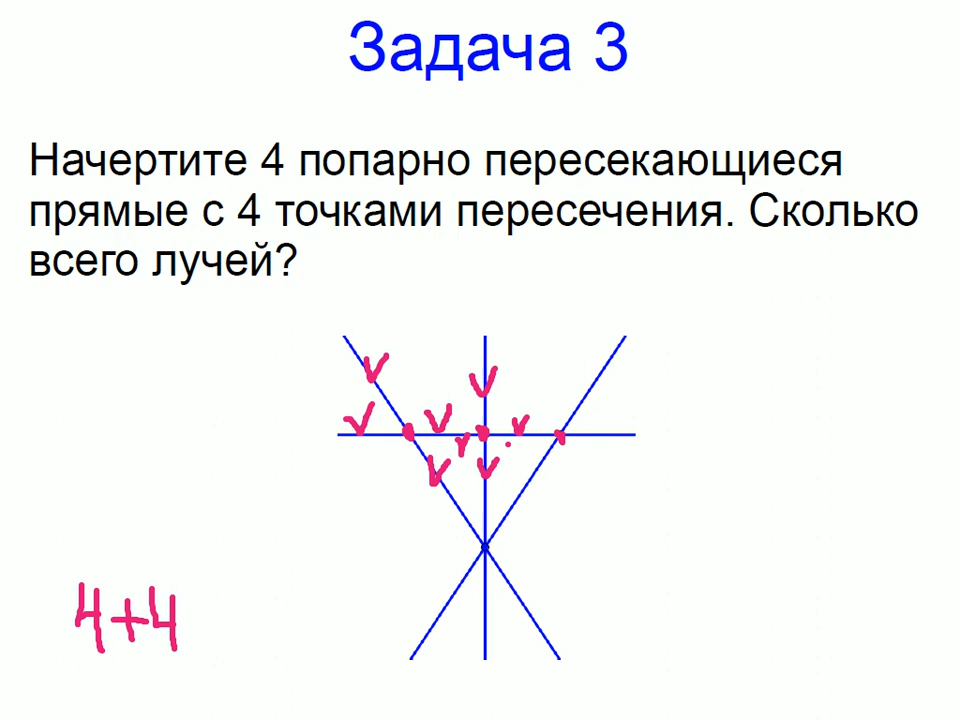 Задача 3
Начертите 4 попарно пересекающиеся
прямые с 4 точками пересечения. Сколько
всего лучей?
4+4